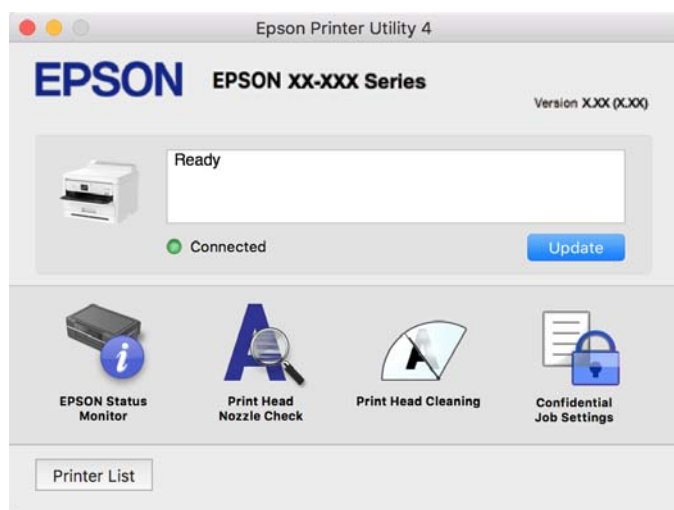 Epson Printer Utility 4
EPSON
EPSON XX-XXX Series
Version X.XX (X.XX)
Ready
Connected
Update
EPSON Status
Monitor
Print Head
Nozzle Check
Print Head Cleaning
Confidential
Job Settings
Printer List